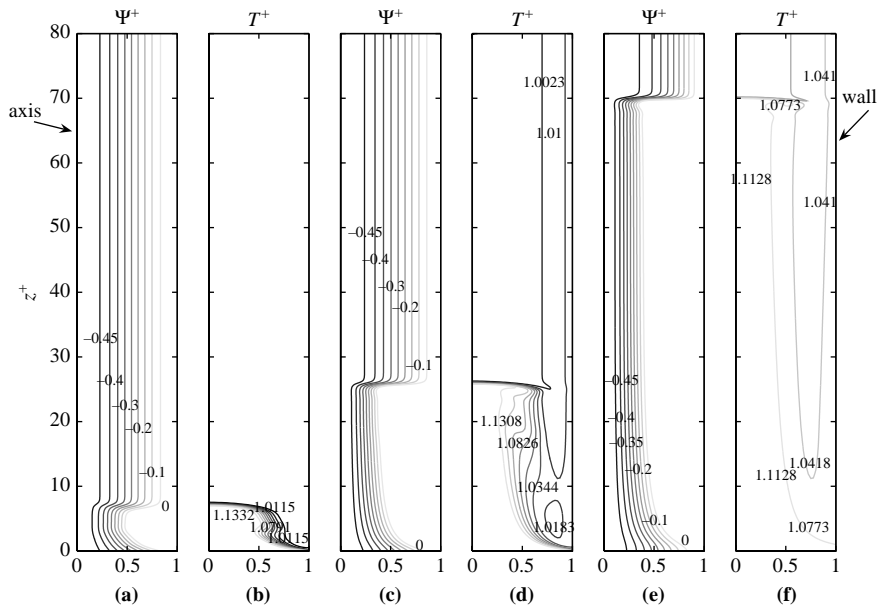 Ψ+ T+ Ψ+ T+ Ψ+ T+
80
70
60
50
40
30
20
10
0
z+
axis
wall
–0.45
–0.4
–0.3
–0.2
–0.1
0
0 0.5 1
(a)
1.1332
1.0115
1.0791
1.0115
0 0.5 1
(b)
–0.45
–0.4
–0.3
–0.2
–0.1
0
0 0.5 1
(c)
1.0023
1.01
1.1308
1.0826
1.0344
1.0183
0 0.5 1
(d)
–0.45
–0.4
–0.35
–0.2
–0.1
0
0 0.5 1
(e)
1.041
1.0773
1.1128
1.041
1.0418
1.1128
1.0773
0 0.5 1
(f)